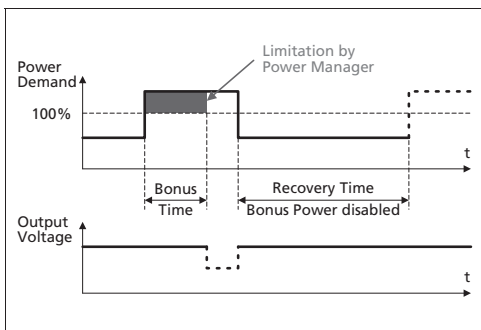 Limitation by
Power Manager
Power
Demand
100%
t
Bonus
Time
Recovery Time
Bonus Power disabled
Output
Voltage
t